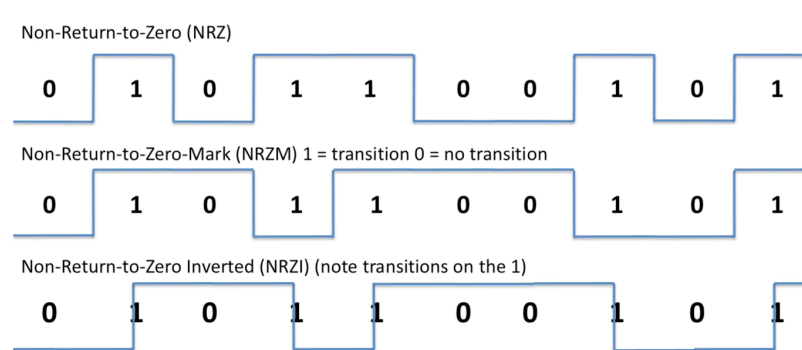 Non-Return-to-Zero (NRZ)
0 1 0 1 1 0 0 1 0 1
Non-Return-to-Zero-Mark (NRZM) 1 = transition 0 = no transition
0 1 0 1 1 0 0 1 0 1
Non-Return-to-Zero Inverted (NRZI) (note transitions on the 1)
0 1 0 1 1 0 0 1 0 1